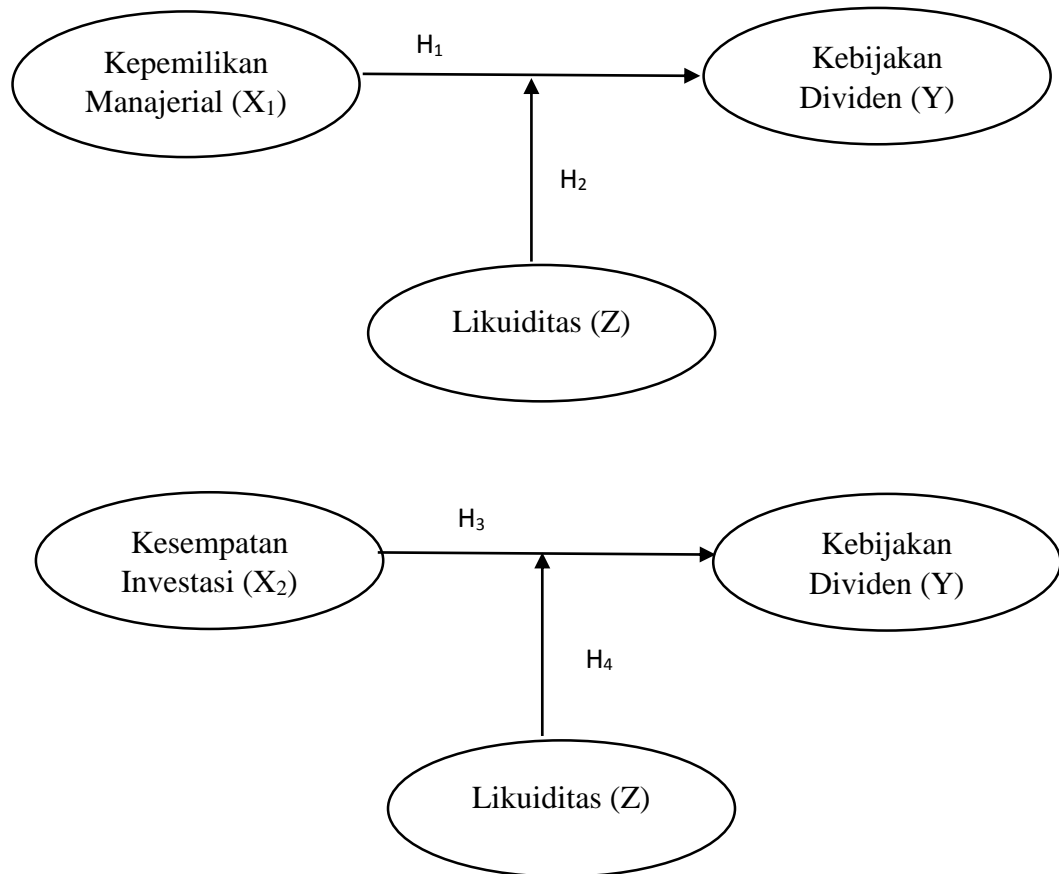 H₁
Kepemilikan
Manajerial (X₁)
Kebijakan
Dividen (Y)
H₂
Likuiditas (Z)
H₃
Kesempatan
Investasi (X₂)
Kebijakan
Dividen (Y)
H₄
Likuiditas (Z)